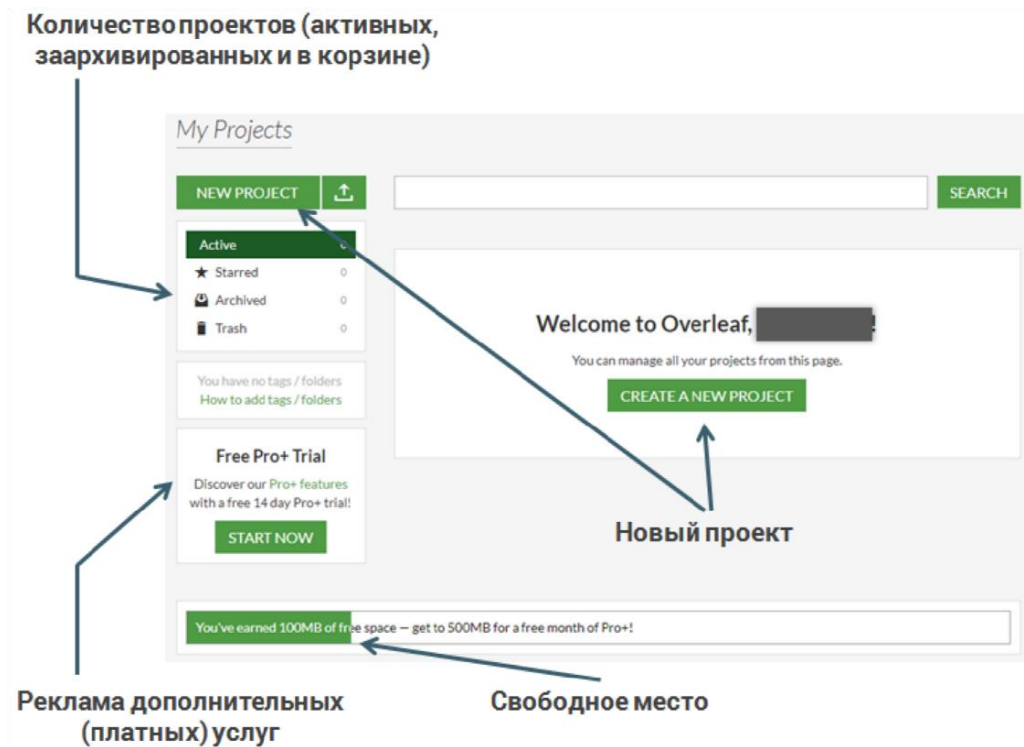 Количество проектов (активных,
заархивированных и в корзине)
My Projects
NEW PROJECT
SEARCH
Active 0
★ Starred 0
Archived 0
Trash 0
Welcome to Overleaf, !
You can manage all your projects from this page.
CREATE A NEW PROJECT
You have no tags / folders
How to add tags / folders
Free Pro+ Trial
Discover our Pro+ features
with a free 14 day Pro+ trial!
START NOW
Новый проект
You've earned 100MB of free space — get to 500MB for a free month of Pro+!
Реклама дополнительных
(платных) услуг
Свободное место